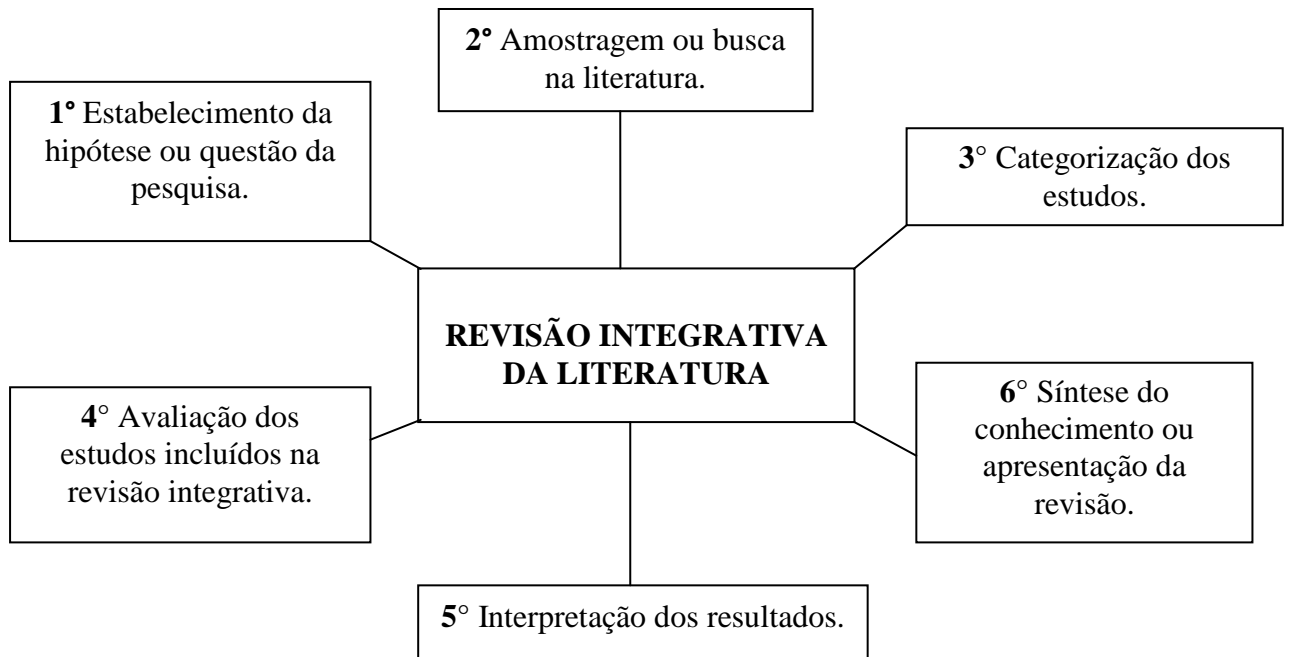 1° Estabelecimento da
hipótese ou questão da
pesquisa.
2° Amostragem ou busca
na literatura.
3° Categorização dos
estudos.
REVISÃO INTEGRATIVA
DA LITERATURA
4° Avaliação dos
estudos incluídos na
revisão integrativa.
5° Interpretação dos resultados.
6° Síntese do
conhecimento ou
apresentação da
revisão.